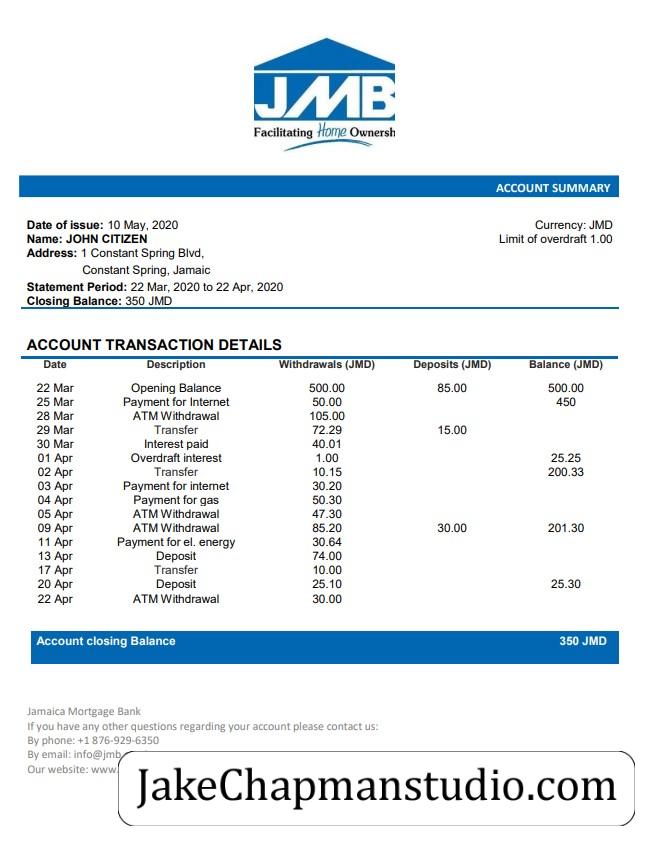 JMB
Facilitating Home Ownersh
ACCOUNT SUMMARY
Date of issue: 10 May, 2020
Currency: JMD
Name: JOHN CITIZEN
Limit of overdraft 1.00
Address: 1 Constant Spring Blvd,
Constant Spring, Jamaic
Statement Period: 22 Mar, 2020 to 22 Apr, 2020
Closing Balance: 350 JMD
ACCOUNT TRANSACTION DETAILS
Date Description Withdrawals (JMD) Deposits (JMD) Balance (JMD)
22 Mar Opening Balance 500.00 85.00 500.00
25 Mar Payment for Internet 50.00 450
28 Mar ATM Withdrawal 105.00
29 Mar Transfer 72.29 15.00
30 Mar Interest paid 40.01
01 Apr Overdraft interest 1.00 25.25
02 Apr Transfer 10.15 200.33
03 Apr Payment for internet 30.20
04 Apr Payment for gas 50.30
05 Apr ATM Withdrawal 47.30
09 Apr ATM Withdrawal 85.20 30.00 201.30
11 Apr Payment for el. energy 30.64
13 Apr Deposit 74.00
17 Apr Transfer 10.00
20 Apr Deposit 25.10 25.30
22 Apr ATM Withdrawal 30.00
Account closing Balance 350 JMD
Jamaica Mortgage Bank
If you have any other questions regarding your account please contact us:
By phone: +1 876-929-6350
By email: info@jmb
Our website: www.
JakeChapmanstudio.com